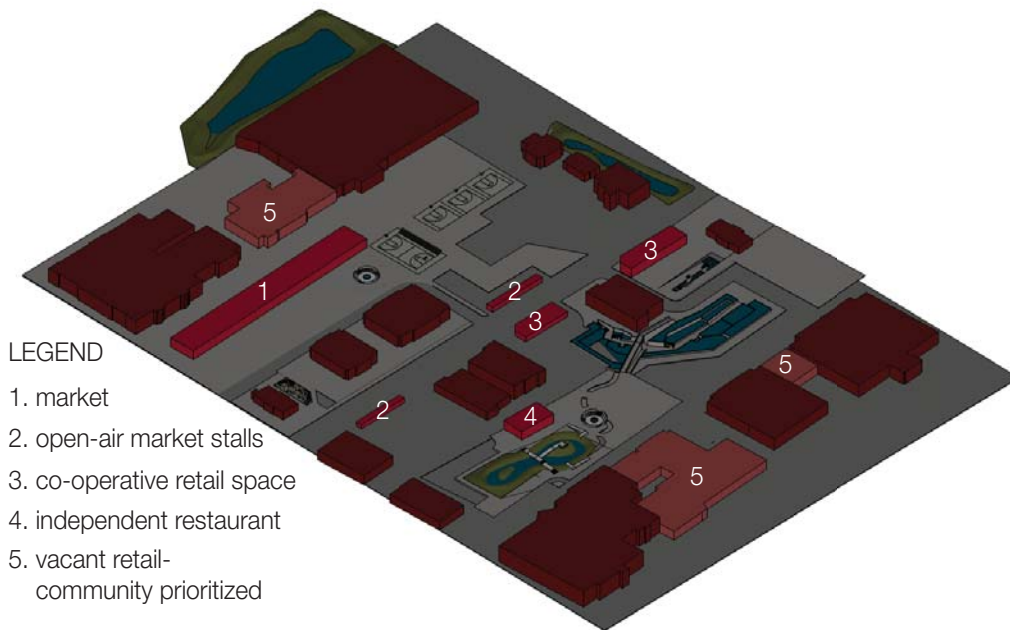 5
3
1
2
3
LEGEND
1. market
2. open-air market stalls
3. co-operative retail space
4. independent restaurant
5. vacant retail-
community prioritized
5
2
4
5